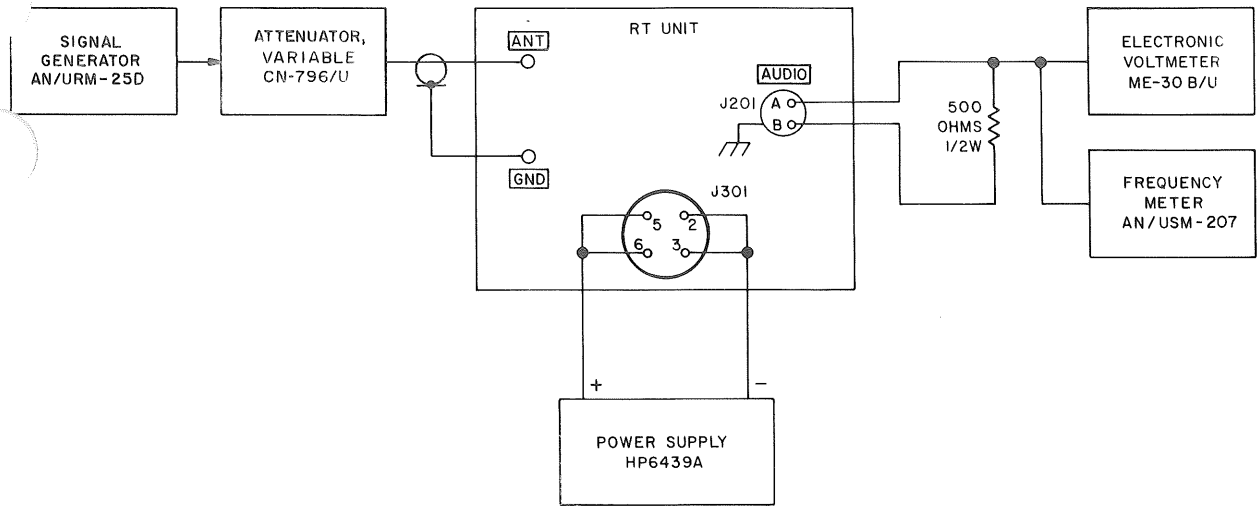 SIGNAL
GENERATOR
AN/URM-25D
ATTENUATOR,
VARIABLE
CN-796/U
ANT
GND
RT UNIT
AUDIO
J201
A
B
J301
5
2
6
3
500
OHMS
1/2W
ELECTRONIC
VOLTMETER
ME-30 B/U
FREQUENCY
METER
AN/USM-207
+
-
POWER SUPPLY
HP6439A